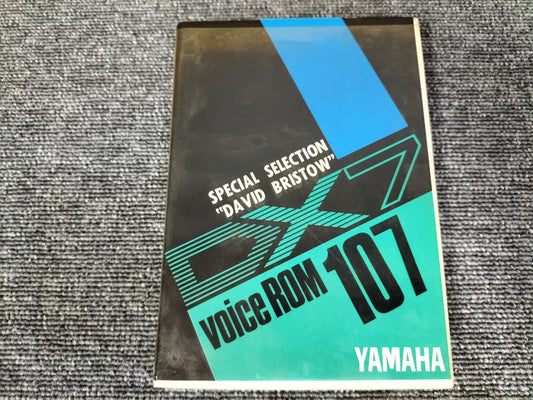 SPECIAL SELECTION
"DAVID BRISTOW"
DX7
voice ROM 107
YAMAHA